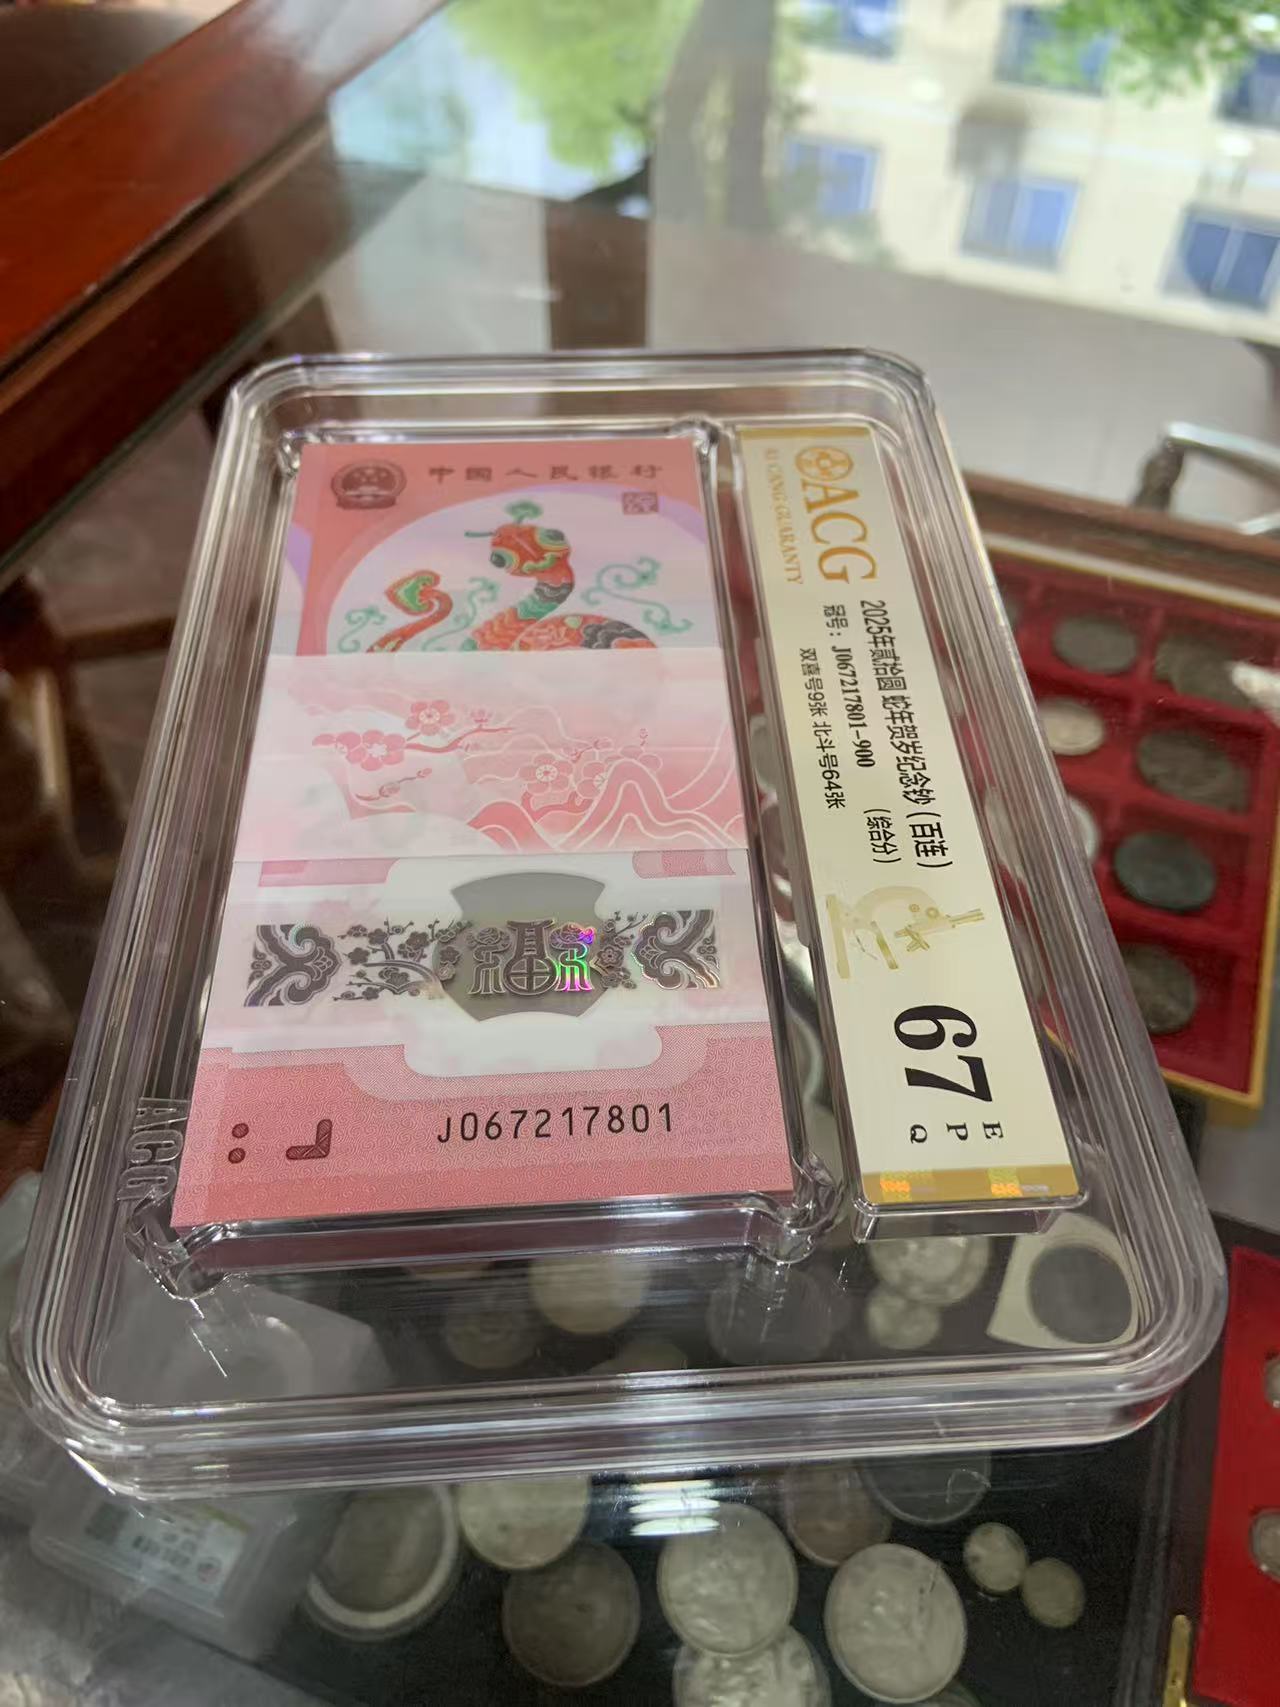 中国人民银行
J067217801
ACG
AI CANG GUARANTY
2025年贰拾圆 蛇年贺岁纪念钞（百连）
冠号：J067217801-900 （综合分）
双喜号9张 北斗号64张
67
E
P
Q
ACG